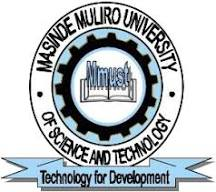 MASINDE MULIRO UNIVERSITY
OF SCIENCE AND TECHNOLOGY
Mmust
Technology for Development